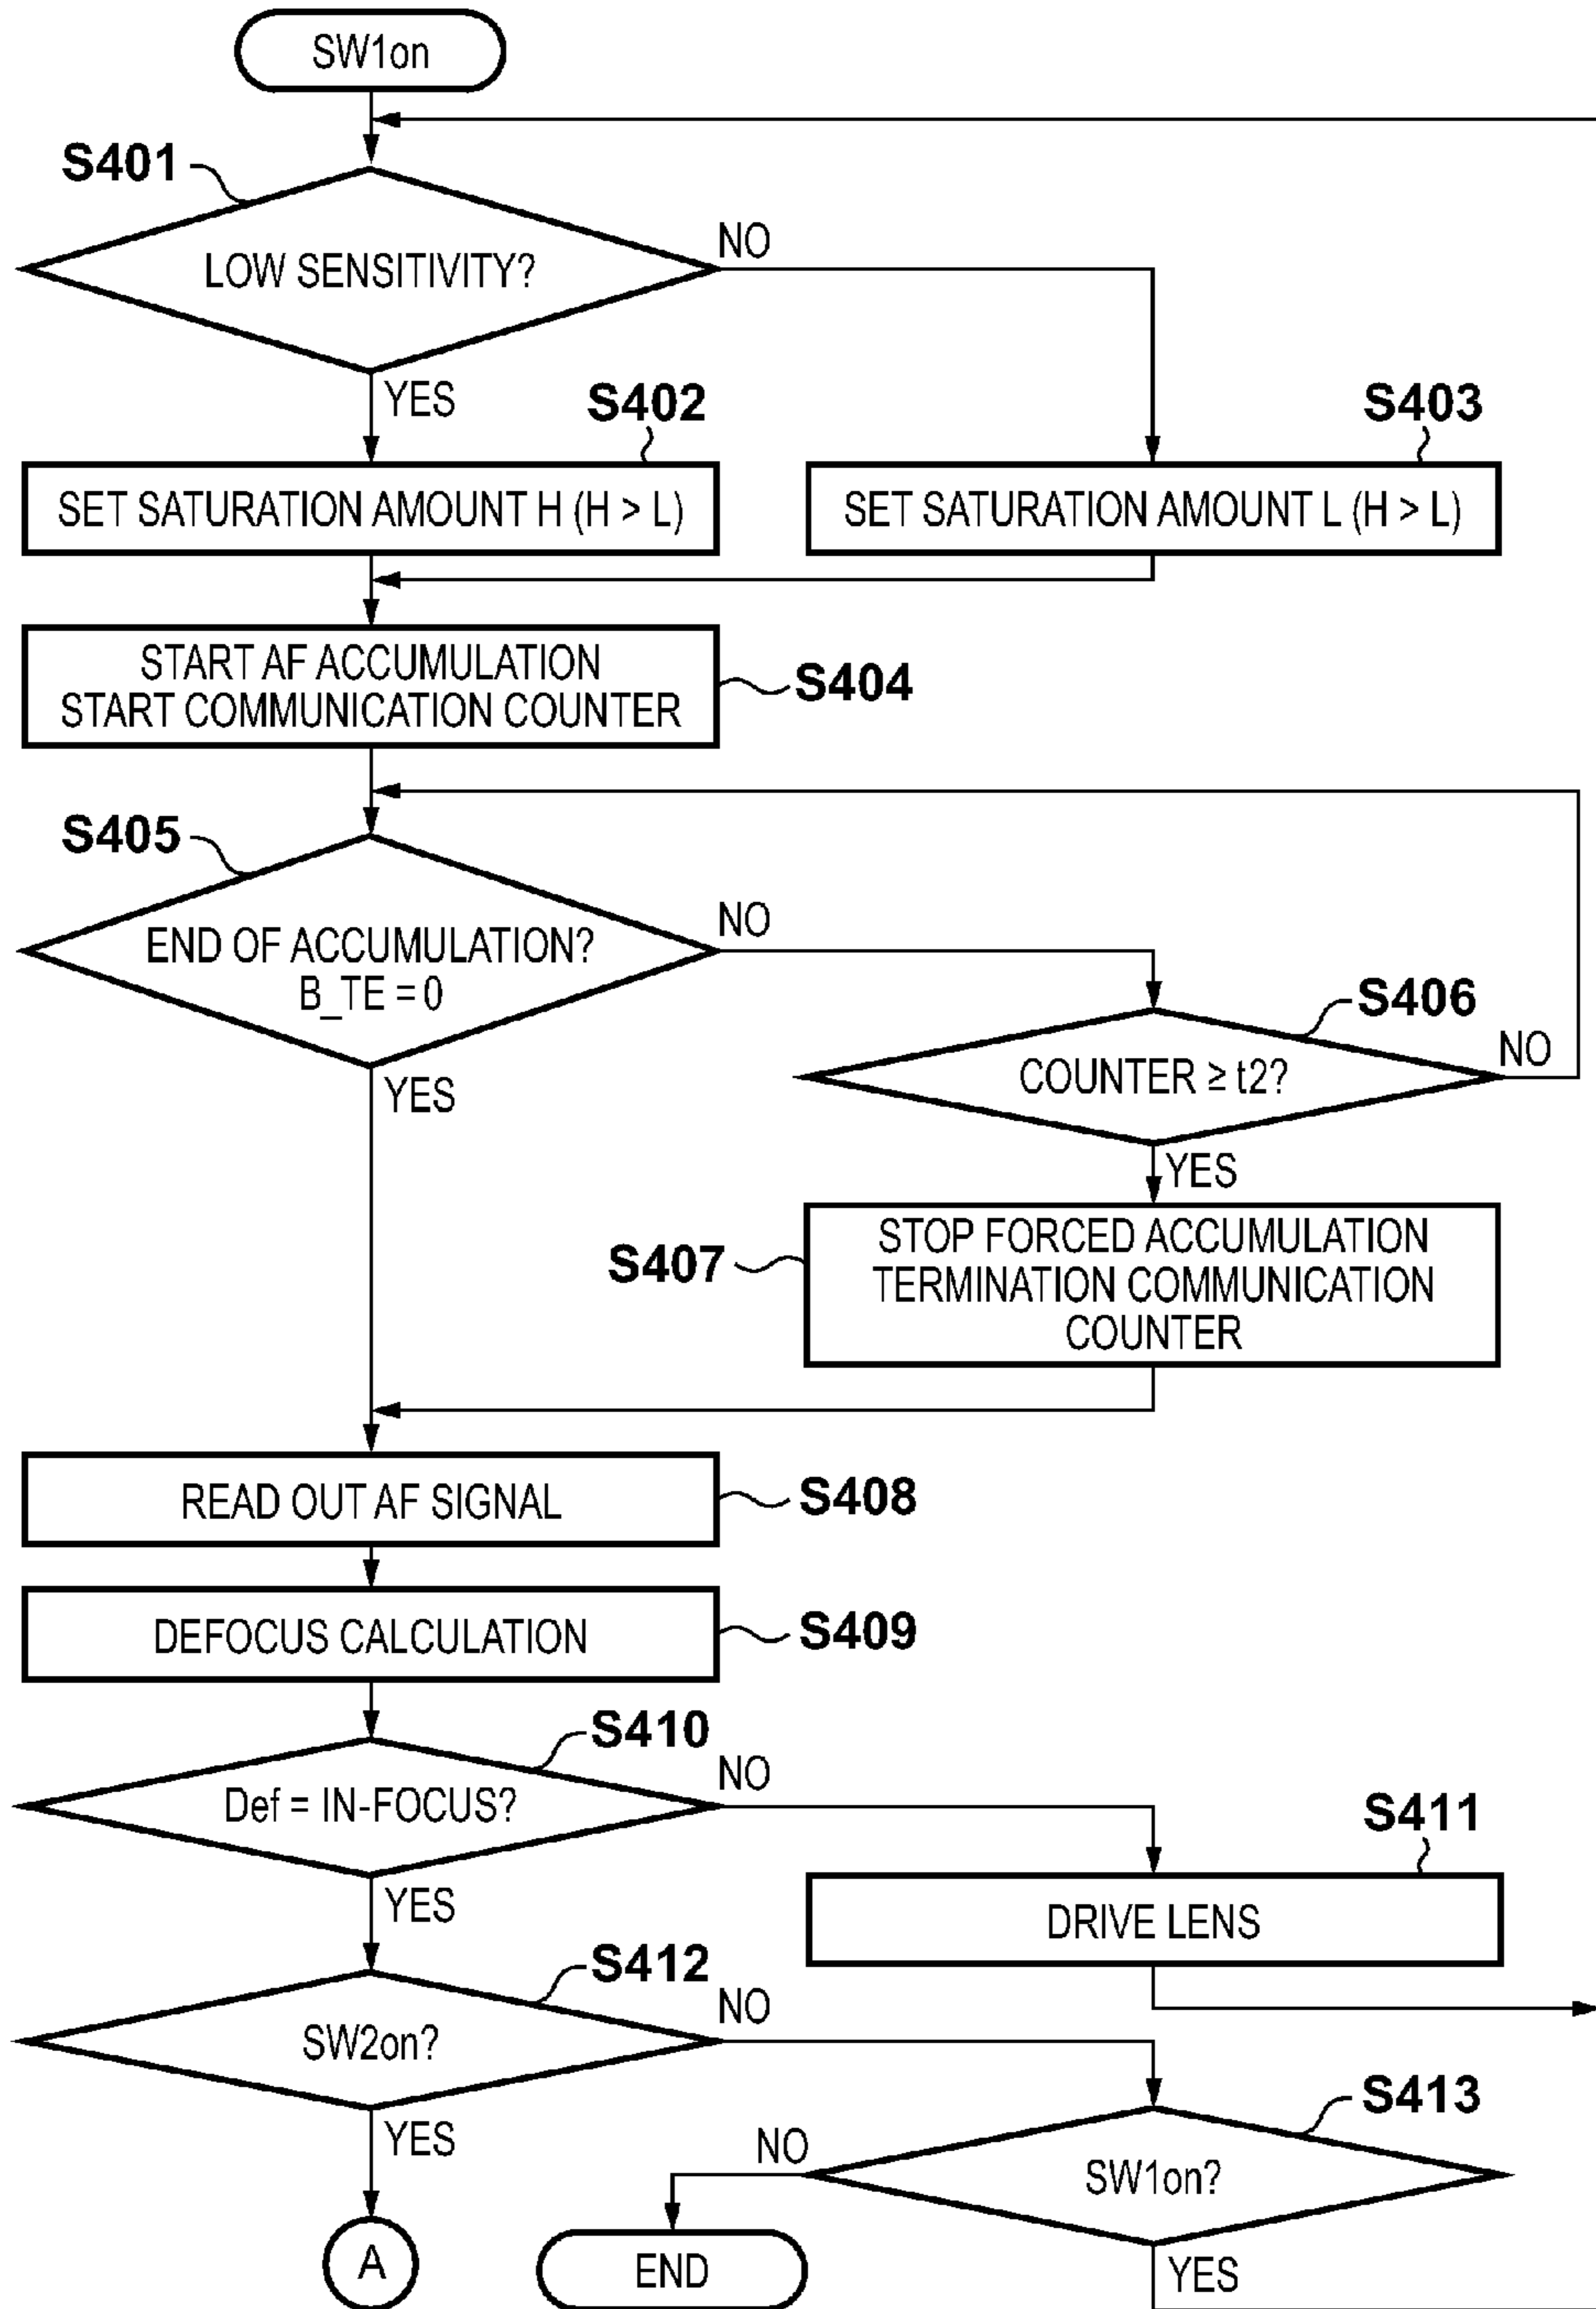 SW1on
S401
LOW SENSITIVITY?
NO
YES
S402
S403
SET SATURATION AMOUNT H (H > L)
SET SATURATION AMOUNT L (H > L)
START AF ACCUMULATION
START COMMUNICATION COUNTER
S404
S405
END OF ACCUMULATION?
B_TE = 0
NO
YES
S406
COUNTER ≥ t2?
NO
YES
S407
STOP FORCED ACCUMULATION
TERMINATION COMMUNICATION
COUNTER
READ OUT AF SIGNAL
S408
DEFOCUS CALCULATION
S409
S410
Def = IN-FOCUS?
NO
YES
S411
DRIVE LENS
S412
SW2on?
NO
YES
S413
SW1on?
NO
YES
A
END